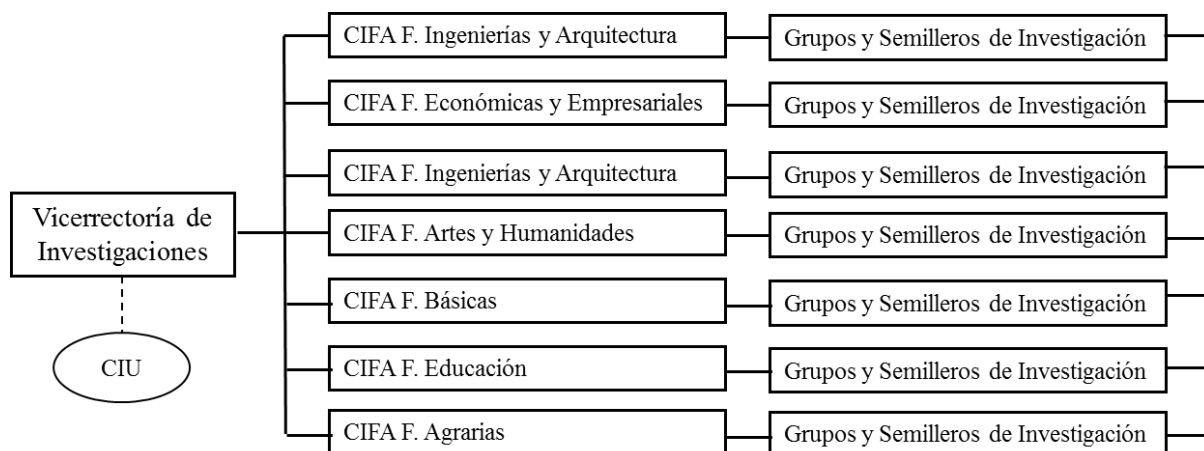 CIFA F. Ingenierías y Arquitectura
Grupos y Semilleros de Investigación
CIFA F. Económicas y Empresariales
Grupos y Semilleros de Investigación
CIFA F. Ingenierías y Arquitectura
Grupos y Semilleros de Investigación
Vicerrectoría de
Investigaciones
CIFA F. Artes y Humanidades
Grupos y Semilleros de Investigación
CIFA F. Básicas
Grupos y Semilleros de Investigación
CIU
CIFA F. Educación
Grupos y Semilleros de Investigación
CIFA F. Agrarias
Grupos y Semilleros de Investigación